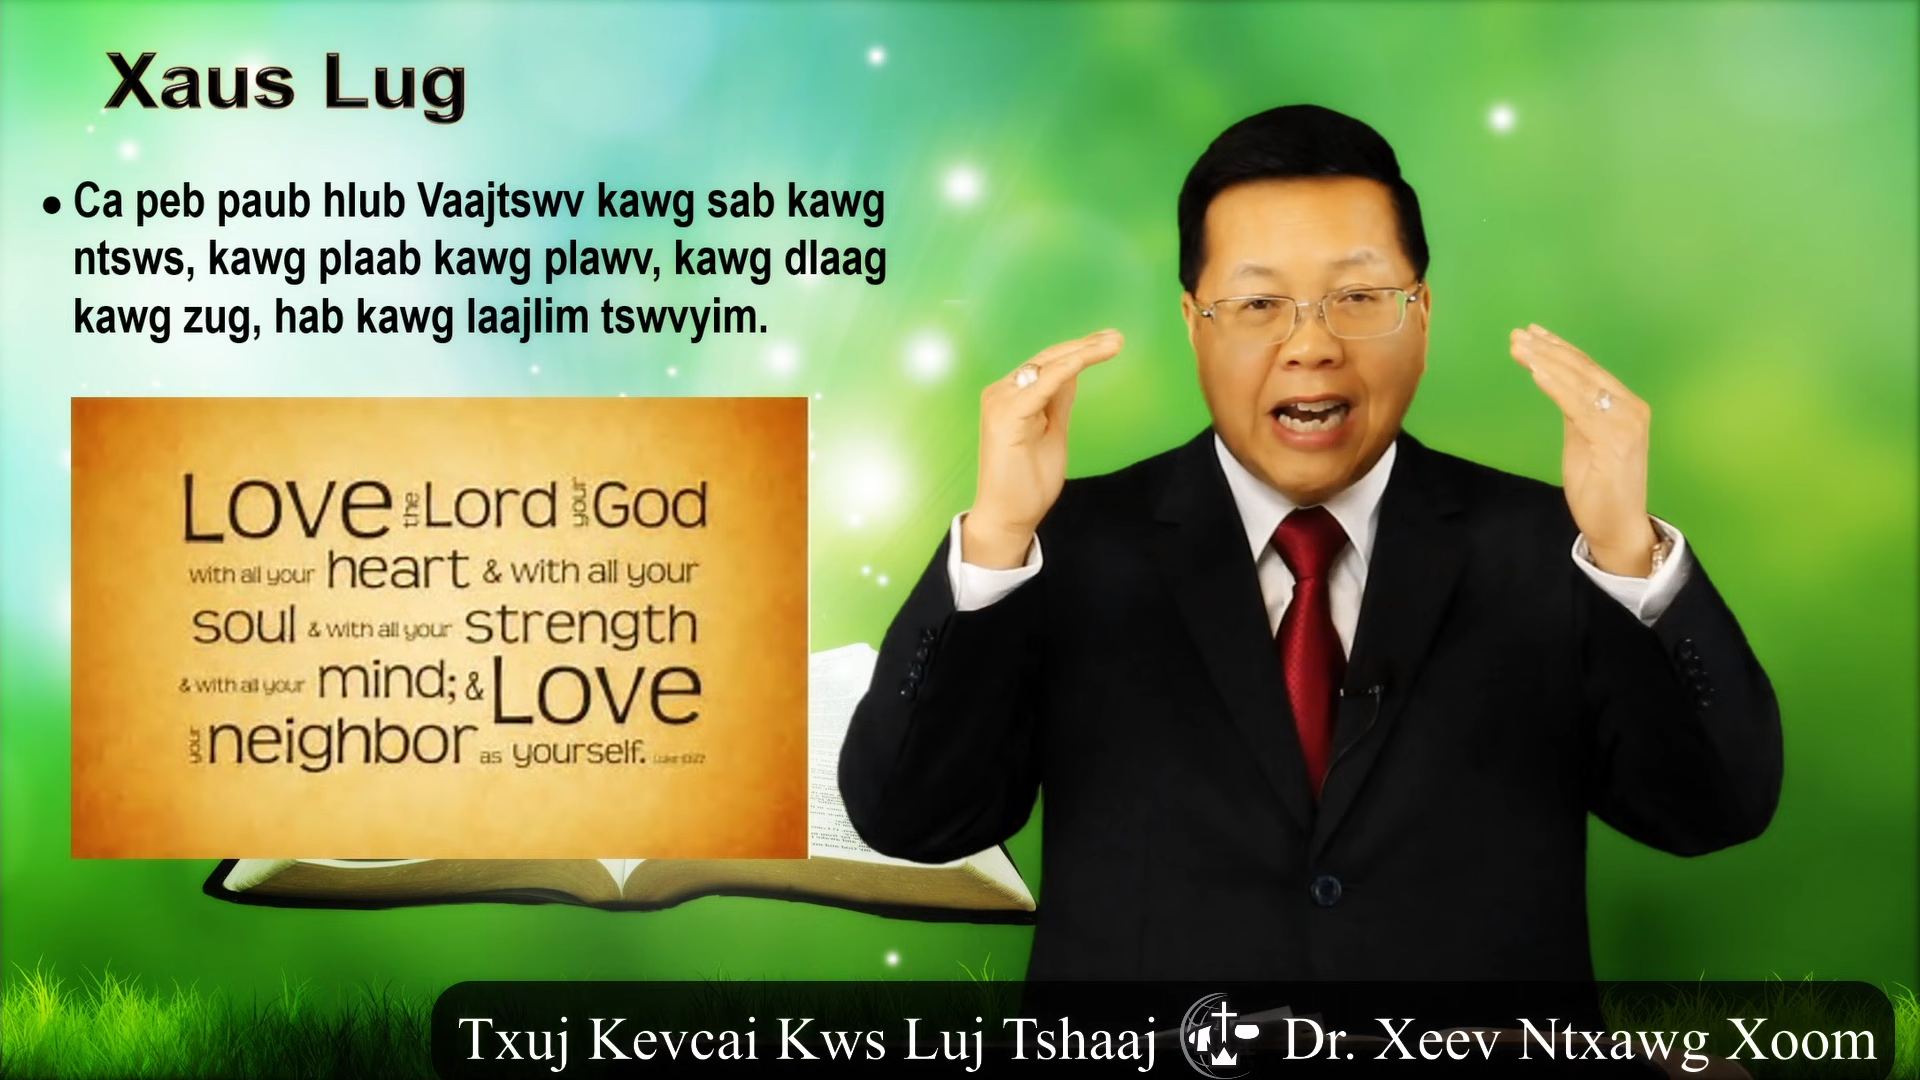 Xaus Lug
• Ca peb paub hlub Vaajtswv kawg sab kawg
ntsws, kawg plaab kawg plawv, kawg dlaag
kawg zug, hab kawg laajlim tswvyim.
Love the Lord your God
with all your heart & with all your
soul & with all your strength
& with all your mind; & Love
your neighbor as yourself.
Txuj Kevcai Kws Luj Tshaaj Dr. Xeev Ntxawg Xoom